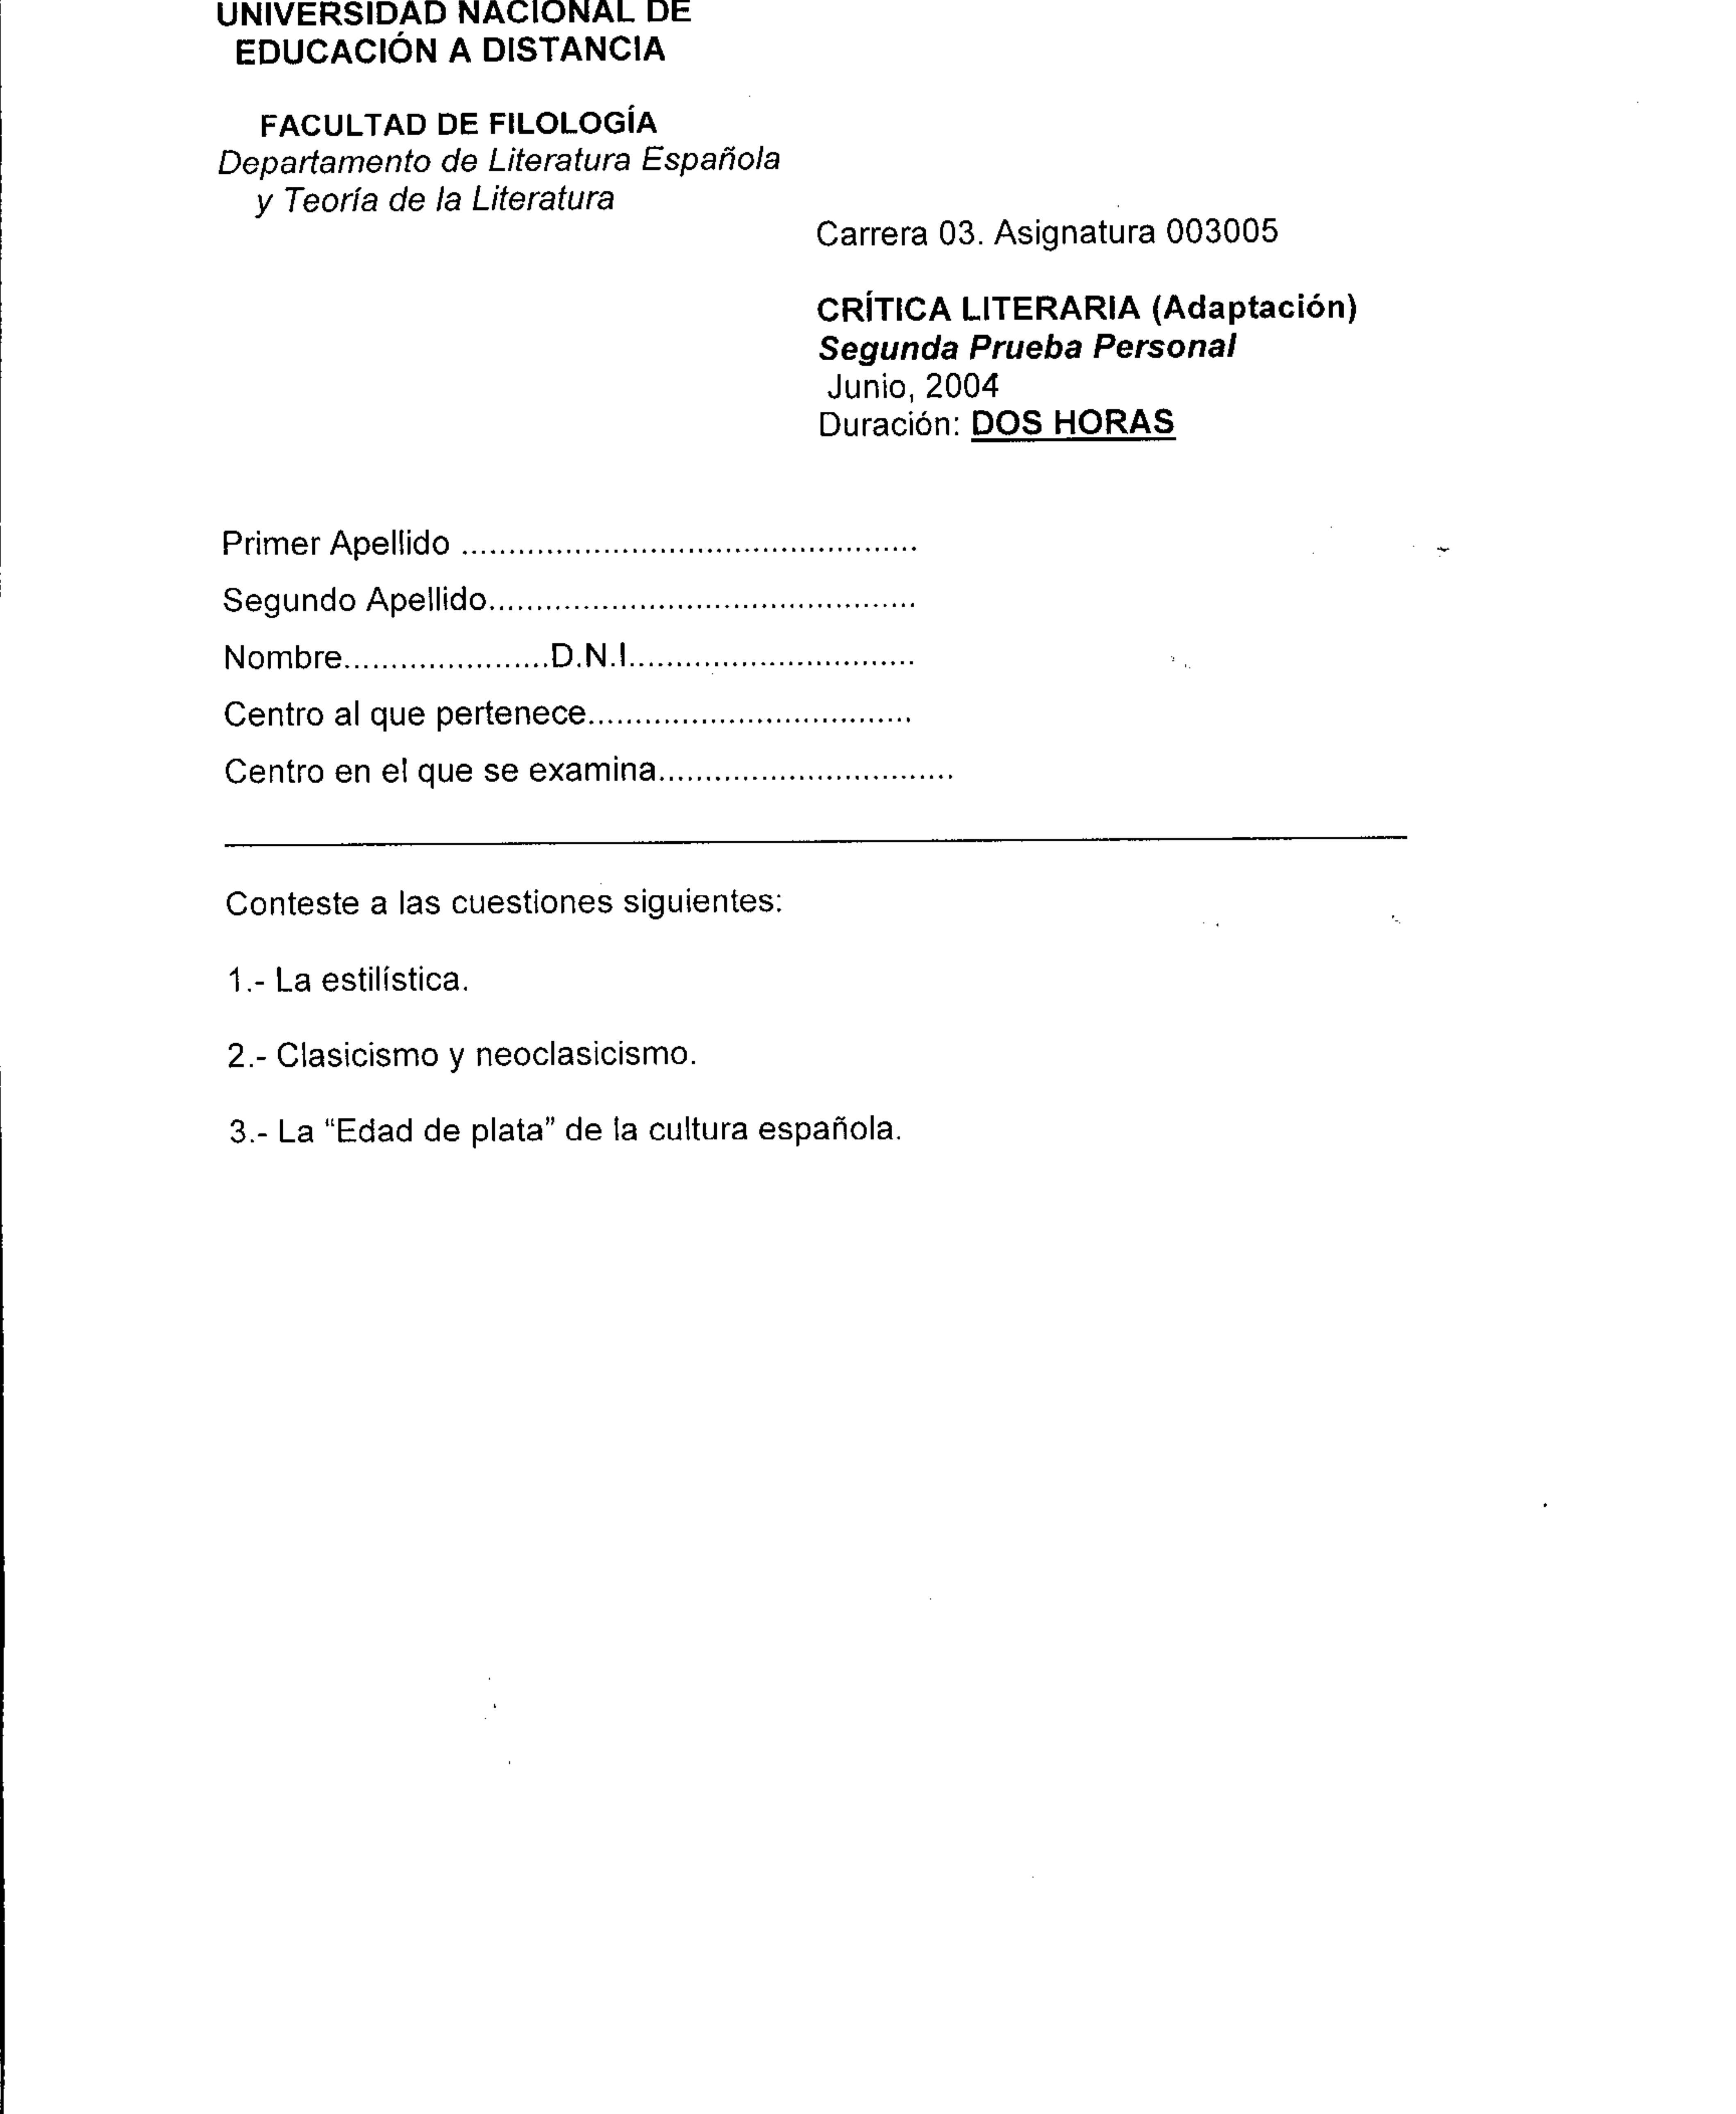 UNIVERSIDAD NACIONAL DE
EDUCACIÓN A DISTANCIA
FACULTAD DE FILOLOGÍA
Departamento de Literatura Española
y Teoría de la Literatura
Carrera 03. Asignatura 003005
CRÍTICA LITERARIA (Adaptación)
Segunda Prueba Personal
Junio, 2004
Duración: DOS HORAS
Primer Apellido ................................................
Segundo Apellido.............................................
Nombre......................D.N.I..............................
Centro al que pertenece..................................
Centro en el que se examina...............................
Conteste a las cuestiones siguientes:
1.- La estilística.
2.- Clasicismo y neoclasicismo.
3.- La “Edad de plata” de la cultura española.